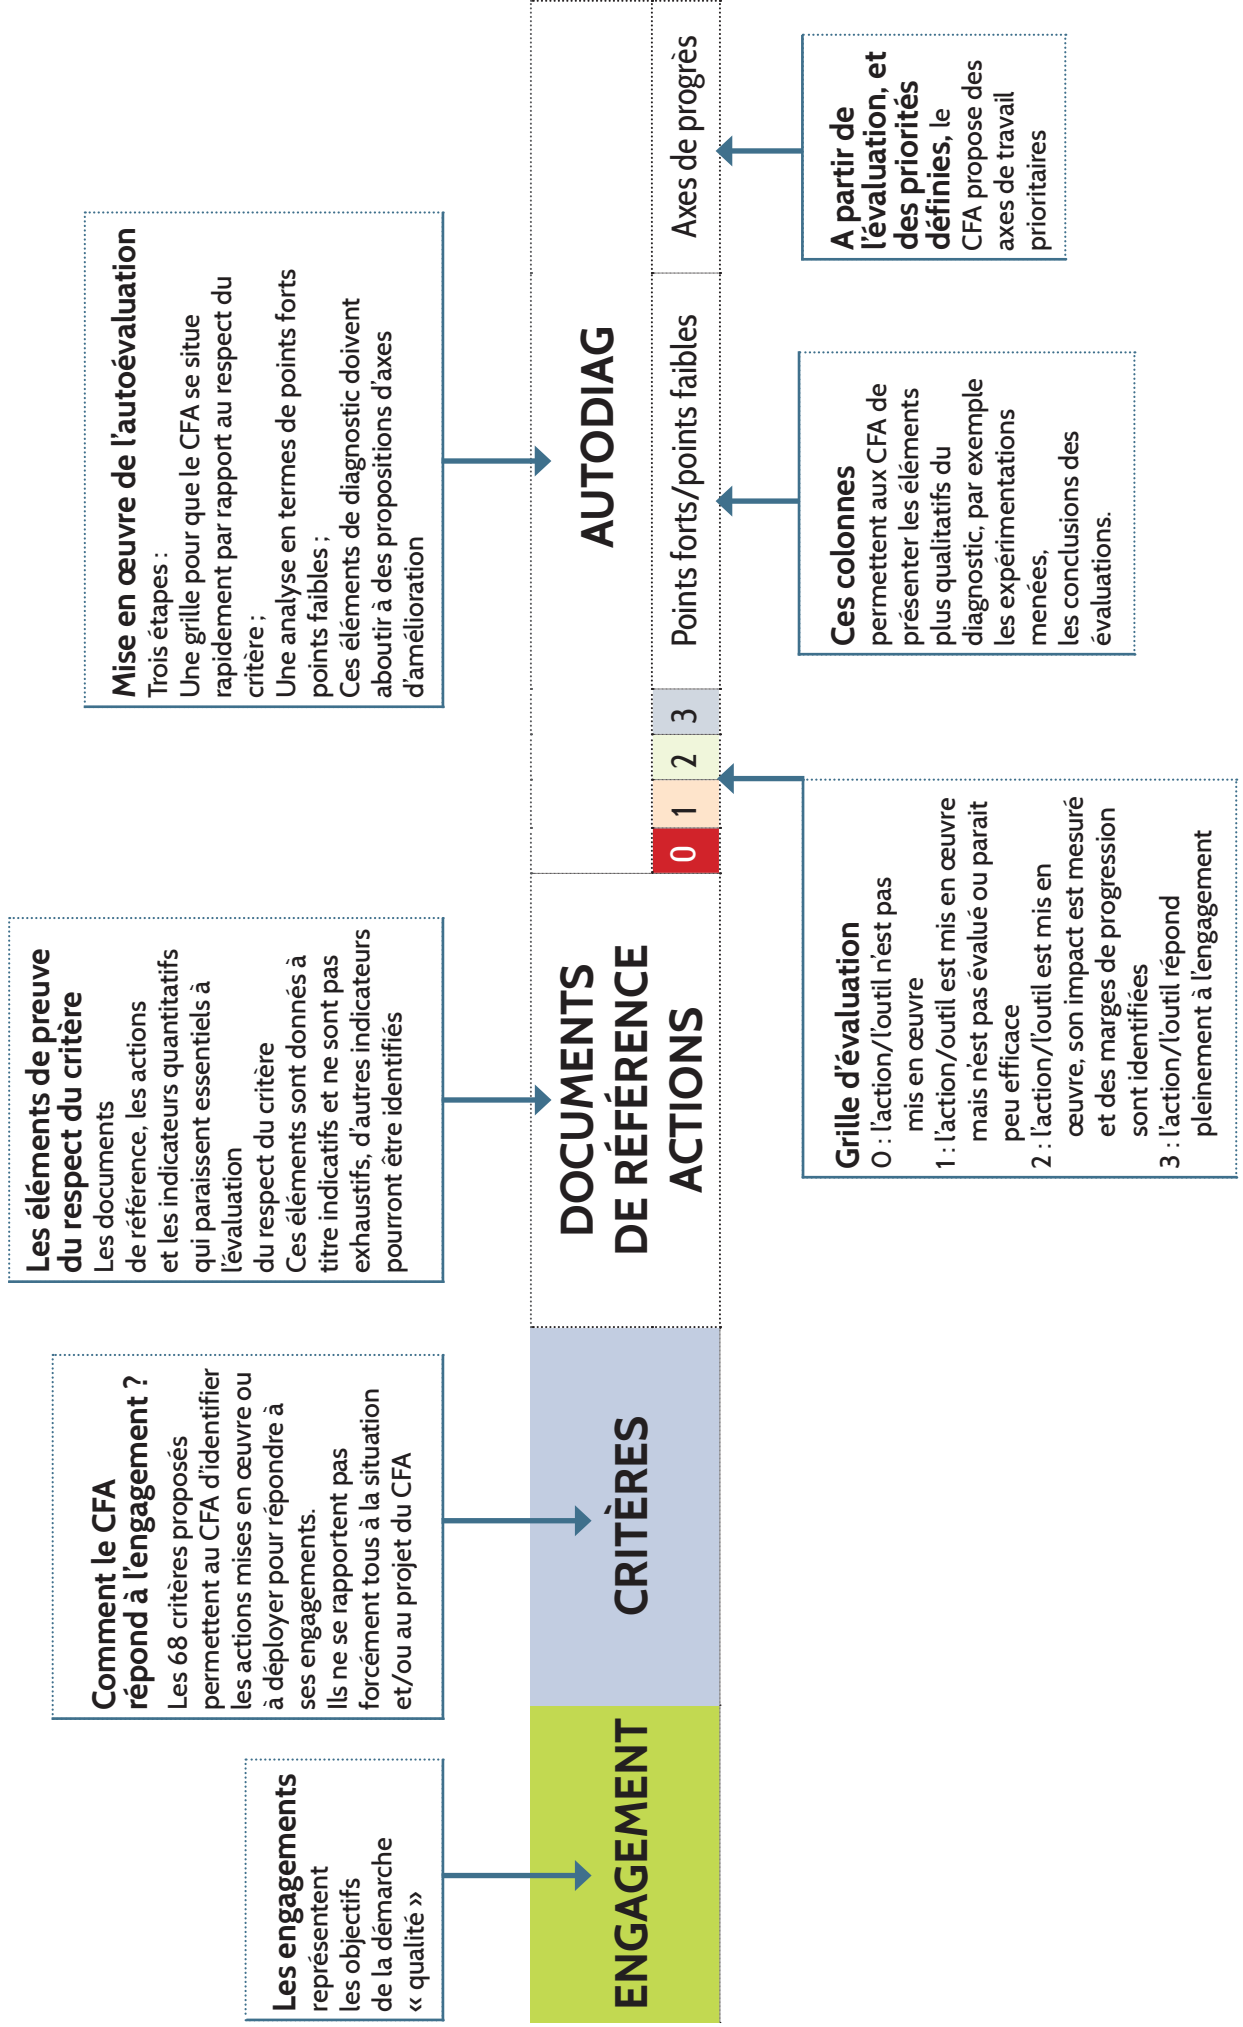 Les engagements
représentent
les objectifs
de la démarche
« qualité »
Comment le CFA
répond à l'engagement ?
Les 68 critères proposés
permettent au CFA d'identifier
les actions mises en œuvre ou
à déployer pour répondre à
ses engagements.
Ils ne se rapportent pas
forcément tous à la situation
et/ou au projet du CFA
Les éléments de preuve
du respect du critère
Les documents
de référence, les actions
et les indicateurs quantitatifs
qui paraissent essentiels à
l'évaluation
du respect du critère
Ces éléments sont donnés à
titre indicatifs et ne sont pas
exhaustifs, d'autres indicateurs
pourront être identifiés
Mise en œuvre de l'autoévaluation
Trois étapes :
Une grille pour que le CFA se situe
rapidement par rapport au respect du
critère ;
Une analyse en termes de points forts
points faibles ;
Ces éléments de diagnostic doivent
aboutir à des propositions d'axes
d'amélioration
ENGAGEMENT
CRITÈRES
DOCUMENTS
DE RÉFÉRENCE
ACTIONS
AUTODIAG
0 1 2 3 Points forts/points faibles Axes de progrès
Grille d'évaluation
0 : l'action/l'outil n'est pas
mis en œuvre
1 : l'action/outil est mis en œuvre
mais n'est pas évalué ou parait
peu efficace
2 : l'action/l'outil est mis en
œuvre, son impact est mesuré
et des marges de progression
sont identifiées
3 : l'action/l'outil répond
pleinement à l'engagement
Ces colonnes
permettent aux CFA de
présenter les éléments
plus qualitatifs du
diagnostic, par exemple
les expérimentations
menées,
les conclusions des
évaluations.
A partir de
l'évaluation, et
des priorités
définies, le
CFA propose des
axes de travail
prioritaires